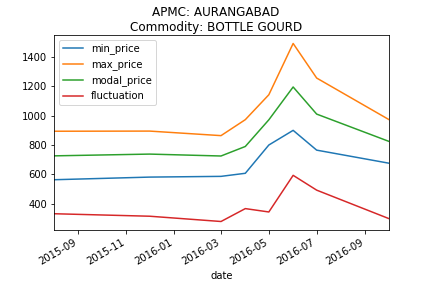 APMC: AURANGABAD
Commodity: BOTTLE GOURD
min_price
max_price
modal_price
fluctuation
1400
1200
1000
800
600
400
2015-09
2015-11
2016-01
2016-03
2016-05
2016-07
2016-09
date